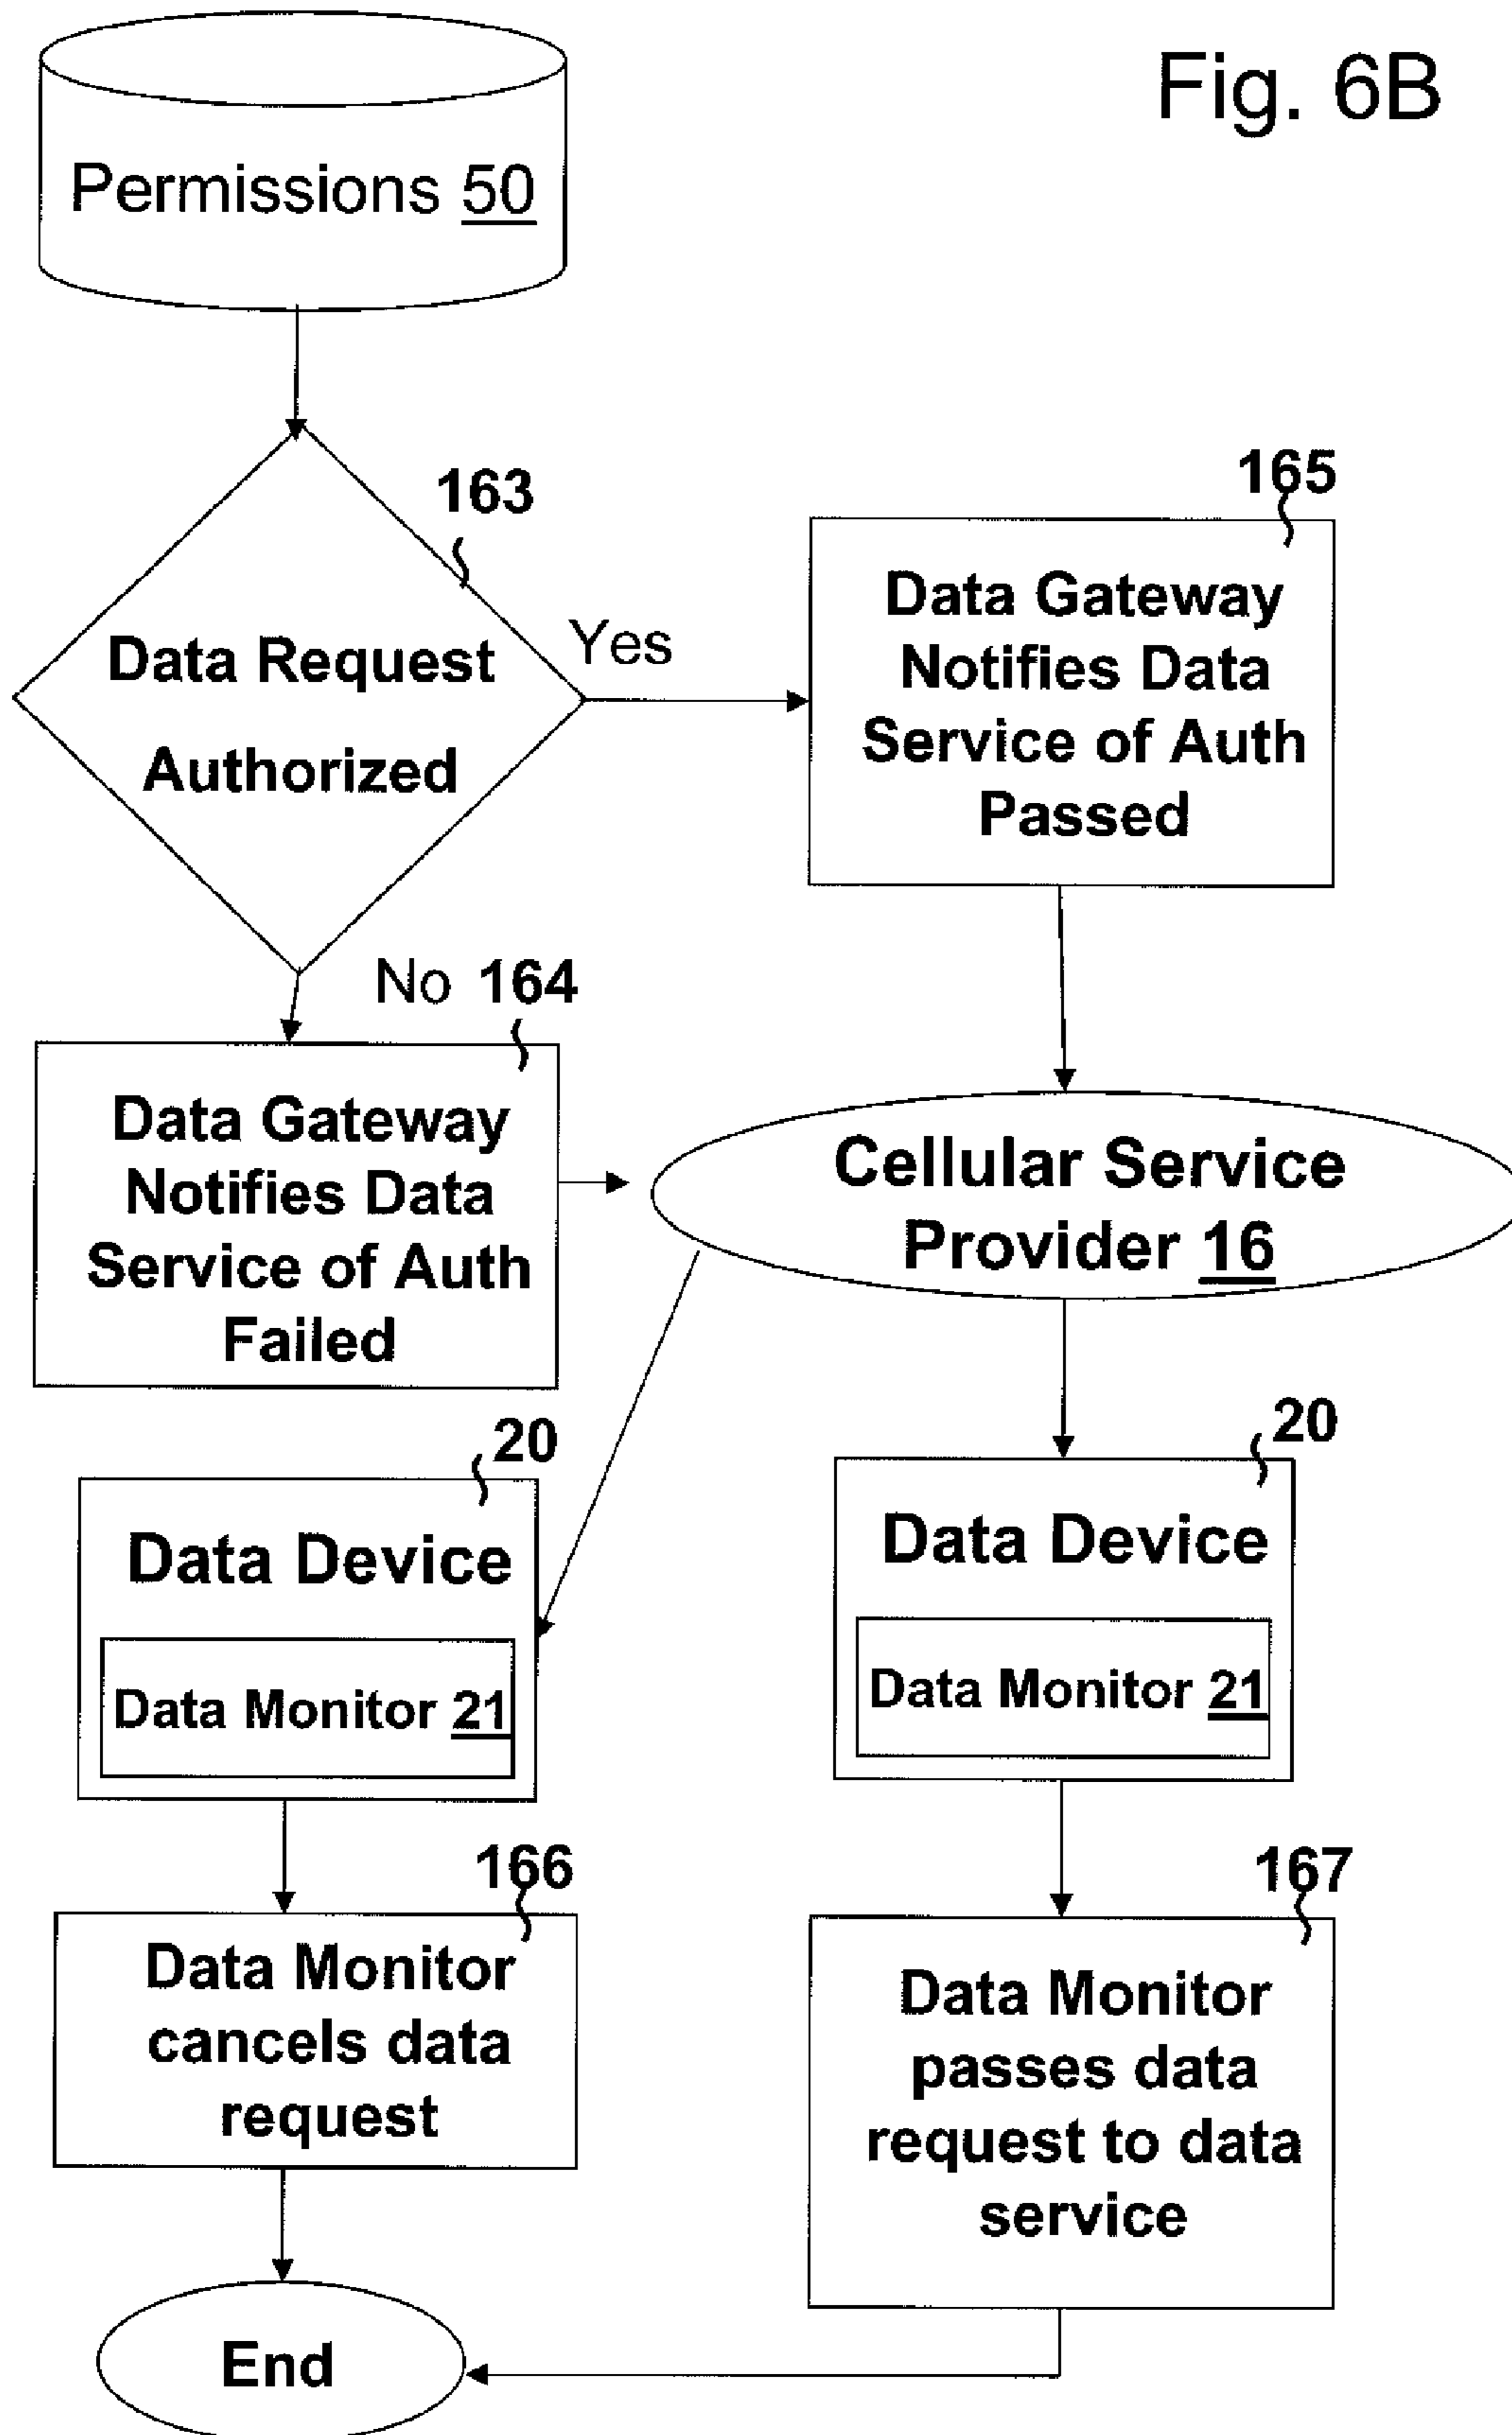 Fig. 6B
Permissions 50
163
Data Request
Authorized
Yes
165
Data Gateway
Notifies Data
Service of Auth
Passed
No 164
Data Gateway
Notifies Data
Service of Auth
Failed
Cellular Service
Provider 16
20
Data Device
Data Monitor 21
20
Data Device
Data Monitor 21
166
Data Monitor
cancels data
request
167
Data Monitor
passes data
request to data
service
End